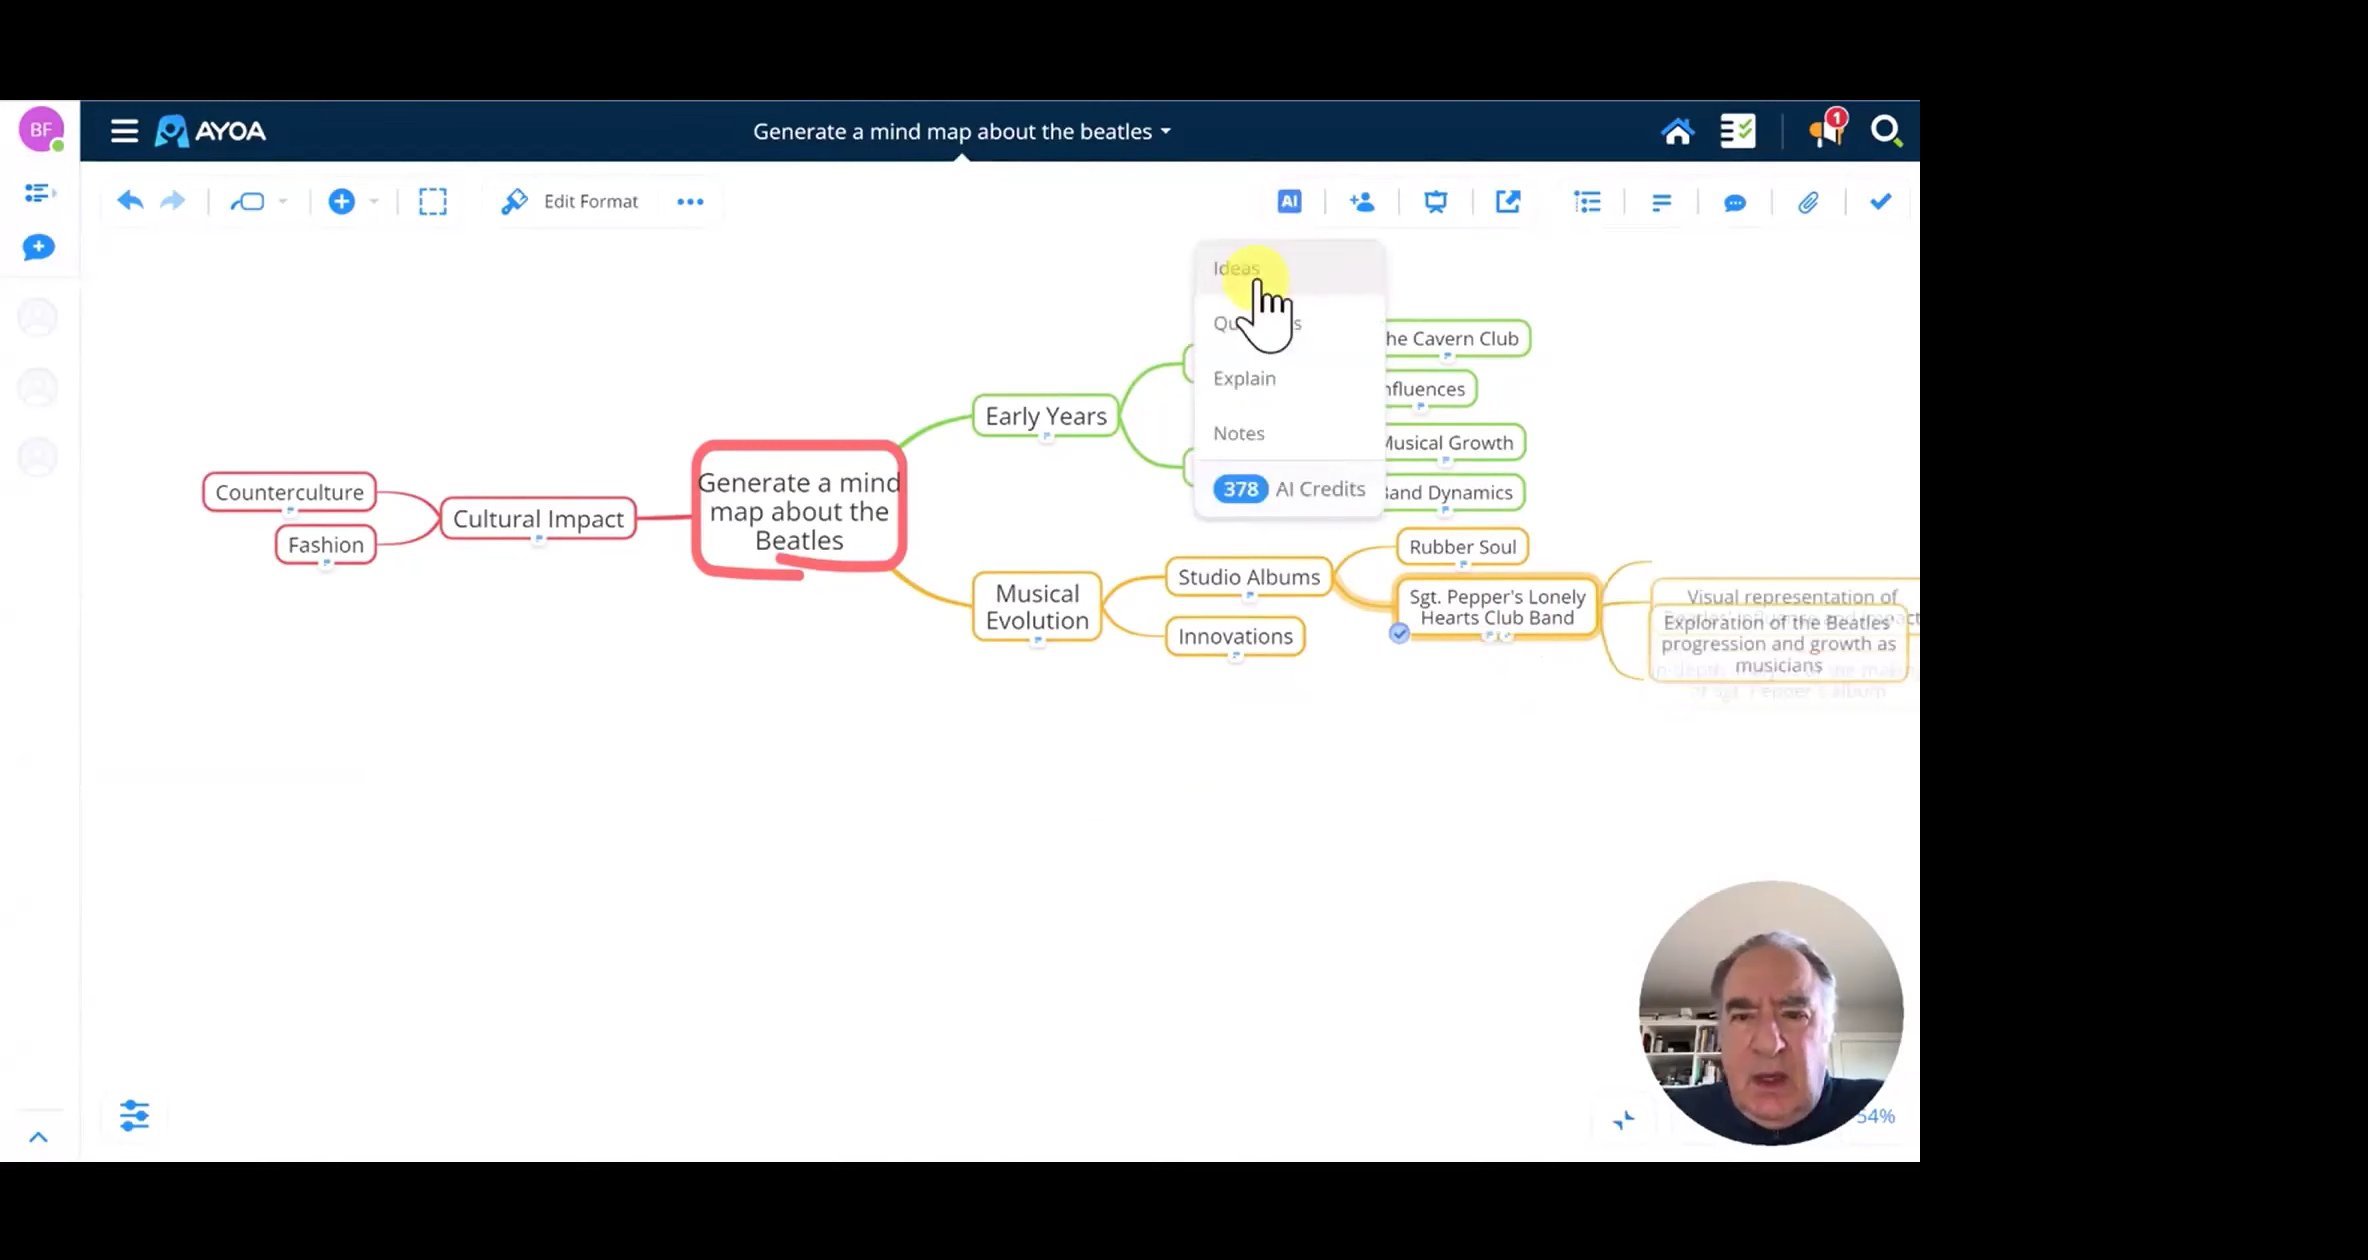 BF
AYOA
Generate a mind map about the beatles
1
Edit Format
AI
Ideas
Explain
Notes
378 AI Credits
he Cavern Club
nfluences
Musical Growth
Band Dynamics
Early Years
Counterculture
Fashion
Cultural Impact
Generate a mind
map about the
Beatles
Musical
Evolution
Studio Albums
Innovations
Rubber Soul
Sgt. Pepper's Lonely
Hearts Club Band
Visual representation of
Exploration of the Beatles'
progression and growth as
musicians
54%